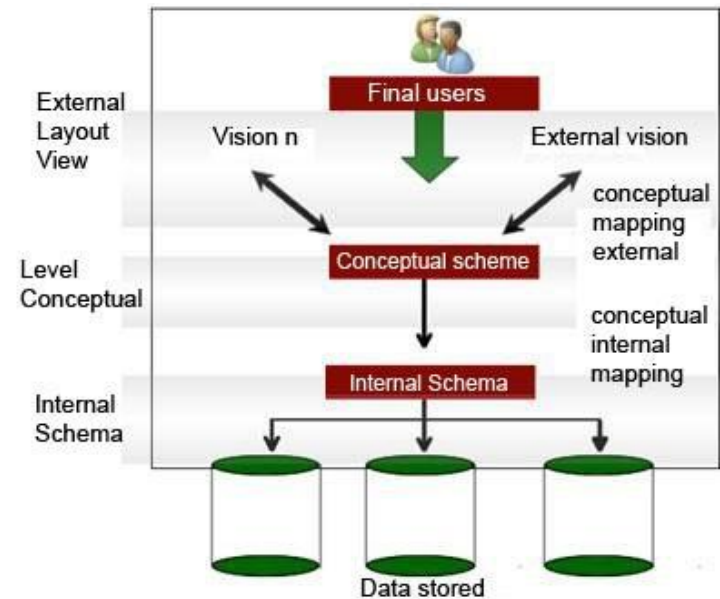 Final users
External
Layout
View
Vision n
External vision
conceptual
mapping
external
Level
Conceptual
Conceptual scheme
conceptual
internal
mapping
Internal Schema
Internal
Schema
Data stored